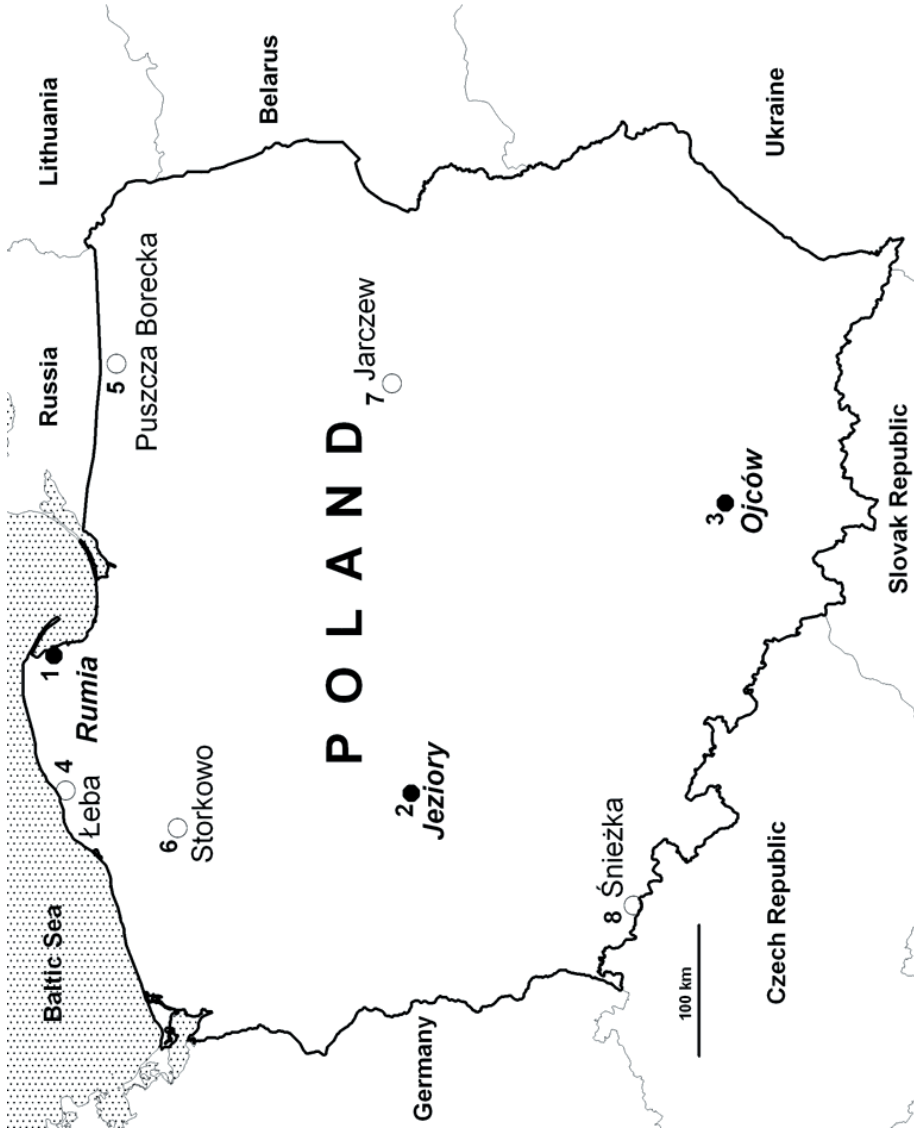 Baltic Sea
Russia
Lithuania
Belarus
Ukraine
Slovak Republic
Czech Republic
Germany
POLAND
1
Rumia
2
Jeziory
3
Ojców
4
Łeba
5
Puszcza Borecka
6
Storkowo
7 Jarczew
8 Śnieżka
100 km